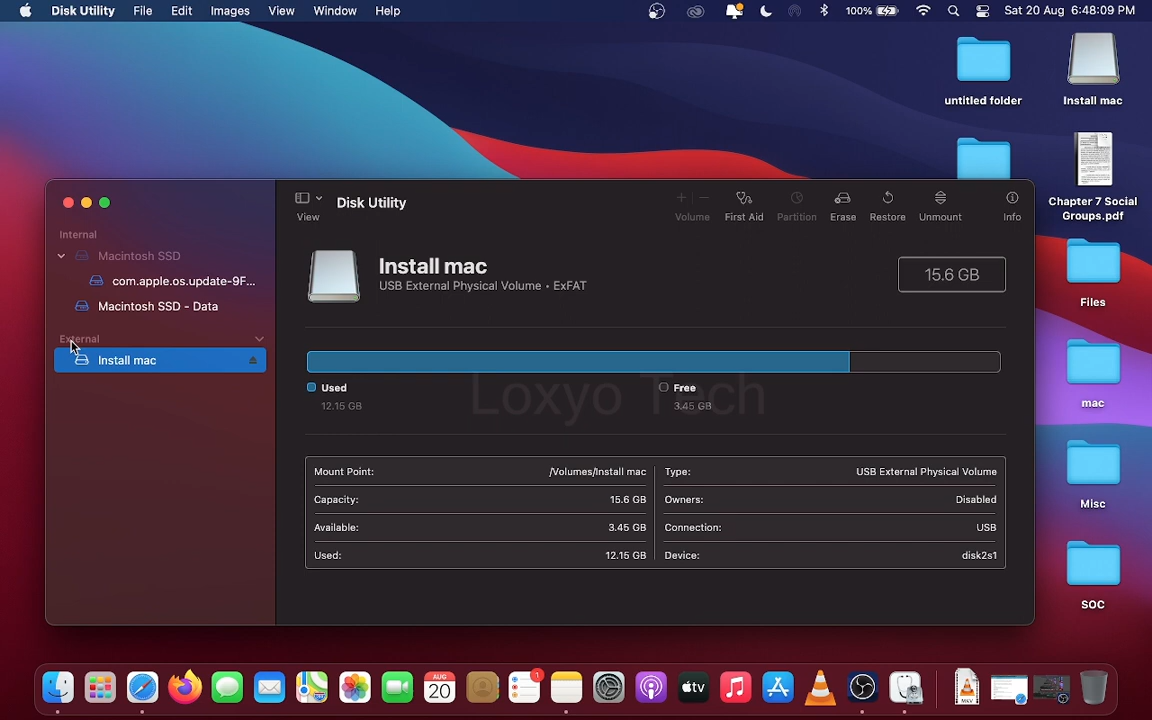 Disk Utility File Edit Images View Window Help 100% Sat 20 Aug 6:48:09 PM
untitled folder Install mac
Chapter 7 Social
Groups.pdf
Files
mac
Misc
SOC
Disk Utility
View Volume First Aid Partition Erase Restore Unmount Info
Internal
Macintosh SSD
com.apple.os.update-9F...
Macintosh SSD - Data
External
Install mac
Install mac
USB External Physical Volume • ExFAT
15.6 GB
Used
12.15 GB
Free
3.45 GB
Loxyo Tech
Mount Point: /Volumes/Install mac
Type: USB External Physical Volume
Capacity: 15.6 GB
Owners: Disabled
Available: 3.45 GB
Connection: USB
Used: 12.15 GB
Device: disk2s1
AUG
20
1
tv
MKV